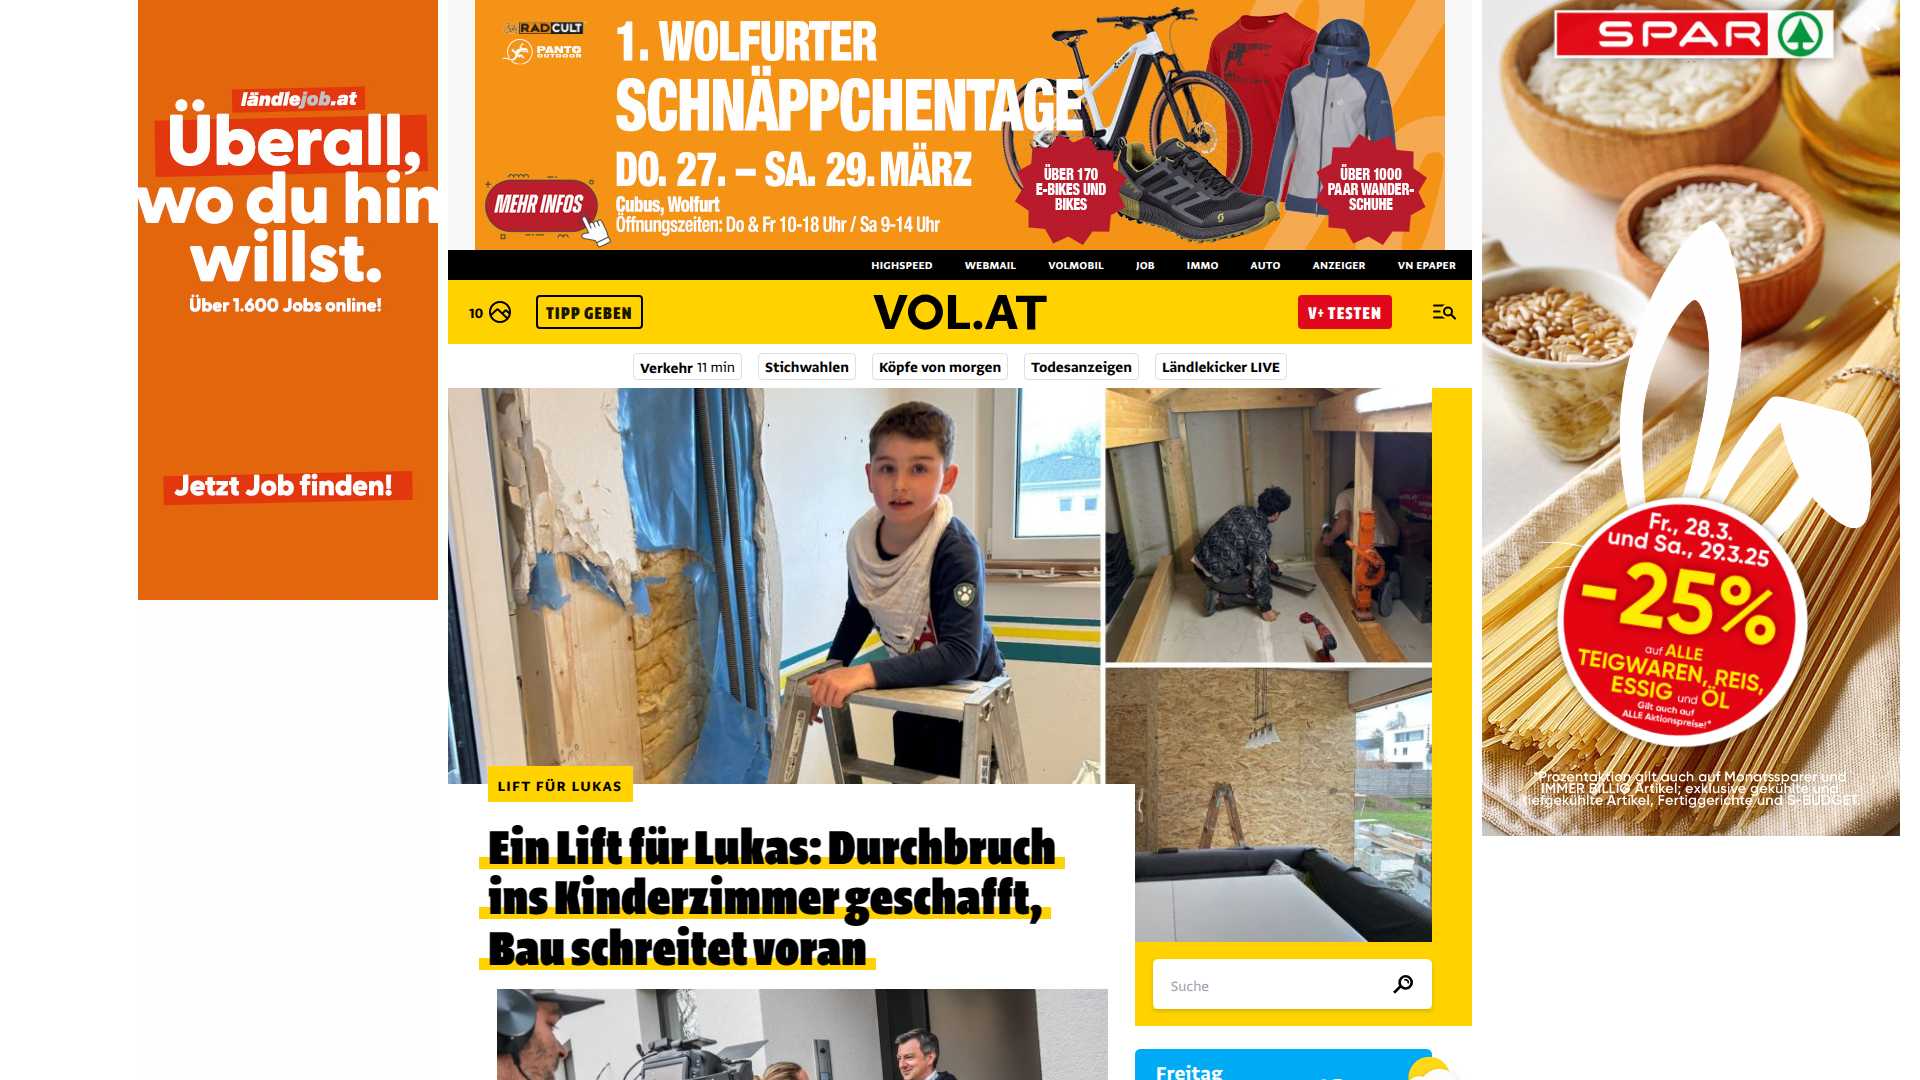 ländlejob.at
Überall,
wo du hin
willst.
Über 1.600 Jobs online!
Jetzt Job finden!
RADCULT
PANTO
OUTDOOR
1. WOLFURTER
SCHNÄPPCHENTAGE
DO. 27. – SA. 29. MÄRZ
MEHR INFOS
Cubus, Wolfurt
Öffnungszeiten: Do & Fr 10-18 Uhr / Sa 9-14 Uhr
ÜBER 170
E-BIKES UND
BIKES
ÜBER 1000
PAAR WANDER-
SCHUHE
HIGHSPEED WEBMAIL VOLMOBIL JOB IMMO AUTO ANZEIGER VN EPAPER
10 TIPP GEBEN VOL.AT V+ TESTEN
Verkehr 11 min Stichwahlen Köpfe von morgen Todesanzeigen Ländlekicker LIVE
LIFT FÜR LUKAS
Ein Lift für Lukas: Durchbruch
ins Kinderzimmer geschafft,
Bau schreitet voran
Suche
Freitag
SPAR
Fr., 28.3.
und Sa., 29.3.25
-25%
auf ALLE
TEIGWAREN, REIS,
ESSIG und ÖL
Gilt auch auf
ALLE Aktionspreise!*
*Prozentaktion gilt auch auf Monatssparer und
IMMER BILLIG Artikel; exklusive gekühlte und
tiefgekühlte Artikel, Fertiggerichte und S-BUDGET.